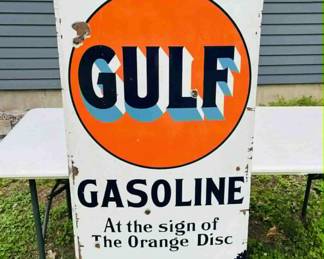 GULF
GASOLINE
At the sign of
The Orange Disc